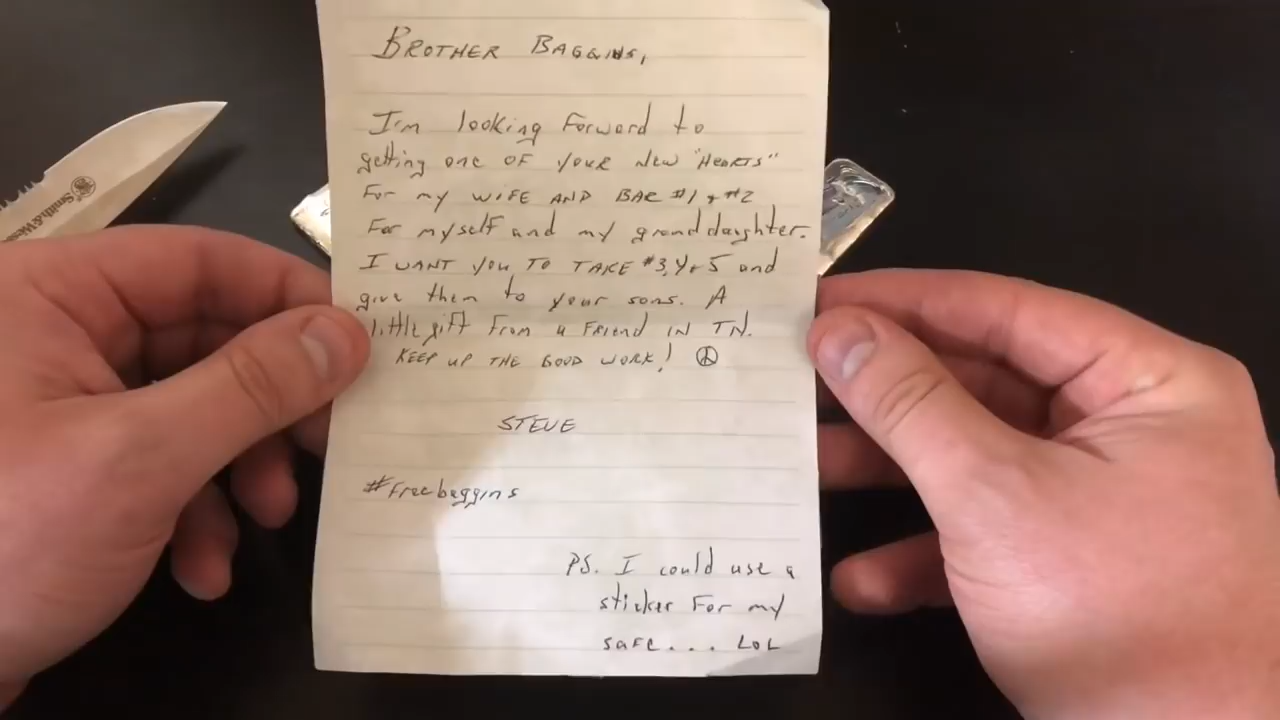 BROTHER BAGGINS,
I'm looking Forward to
getting one OF your New "HEARTS"
For my WIFE AND BAR #1 & #2
For myself and my granddaughter.
I WANT you TO TAKE #3, 4 & 5 and
give them to your sons. A
little gift From a Friend IN TN.
KEEP UP THE GOOD WORK!
STEVE
#Freebaggins
PS. I could use a
sticker For my
safe... LOL
Smith & Wes